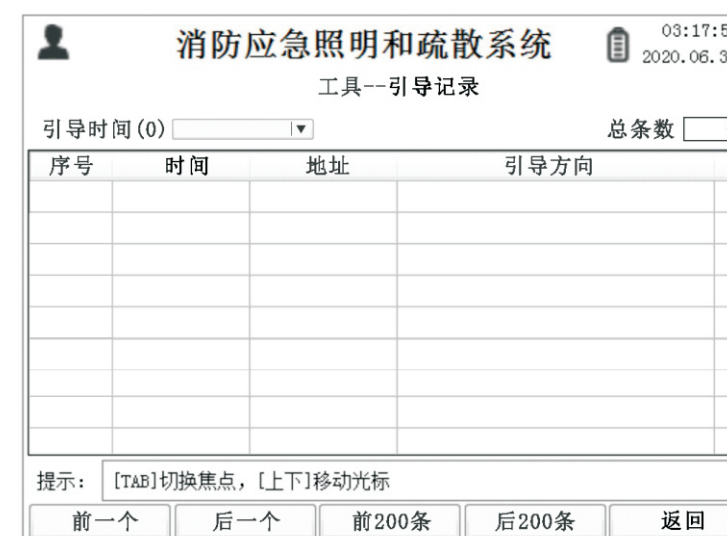 消防应急照明和疏散系统
03:17:5
2020.06.3
工具--引导记录
引导时间(0) 总条数
序号 时间 地址 引导方向
提示: [TAB]切换焦点, [上下]移动光标
前一个 后一个 前200条 后200条 返回